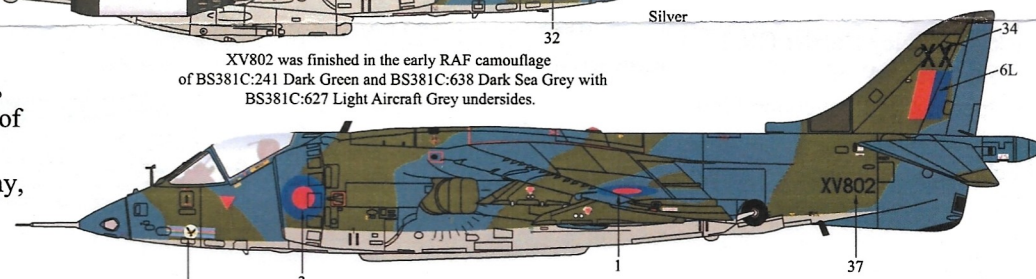 Silver
32
XV802 was finished in the early RAF camouflage
of BS381C:241 Dark Green and BS381C:638 Dark Sea Grey with
BS381C:627 Light Aircraft Grey undersides.
of
34
XX
6L
XV802
1
37